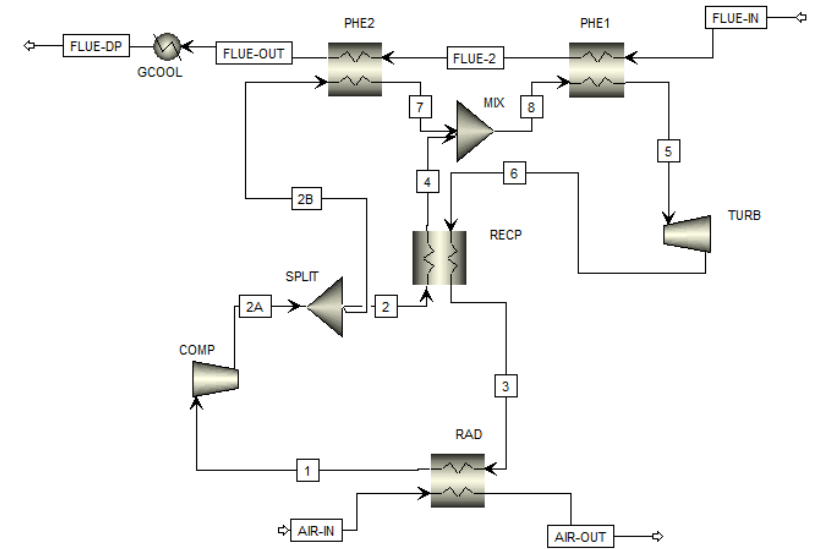 PHE2
PHE1
FLUE-IN
FLUE-DP
FLUE-OUT
FLUE-2
GCOOL
7
MIX
8
5
4
6
2B
TURB
RECP
SPLIT
2A
2
COMP
3
RAD
1
AIR-IN
AIR-OUT